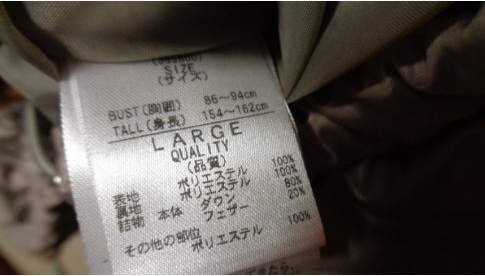 SIZE
(サイズ)
BUST(胸囲) 86～94cm
TALL(身長) 154～162cm
LARGE
QUALITY
(品質)
表地 ポリエステル 100%
裏地 ポリエステル 100%
詰物 本体 ダウン 80%
フェザー 20%
その他の部位
ポリエステル 100%